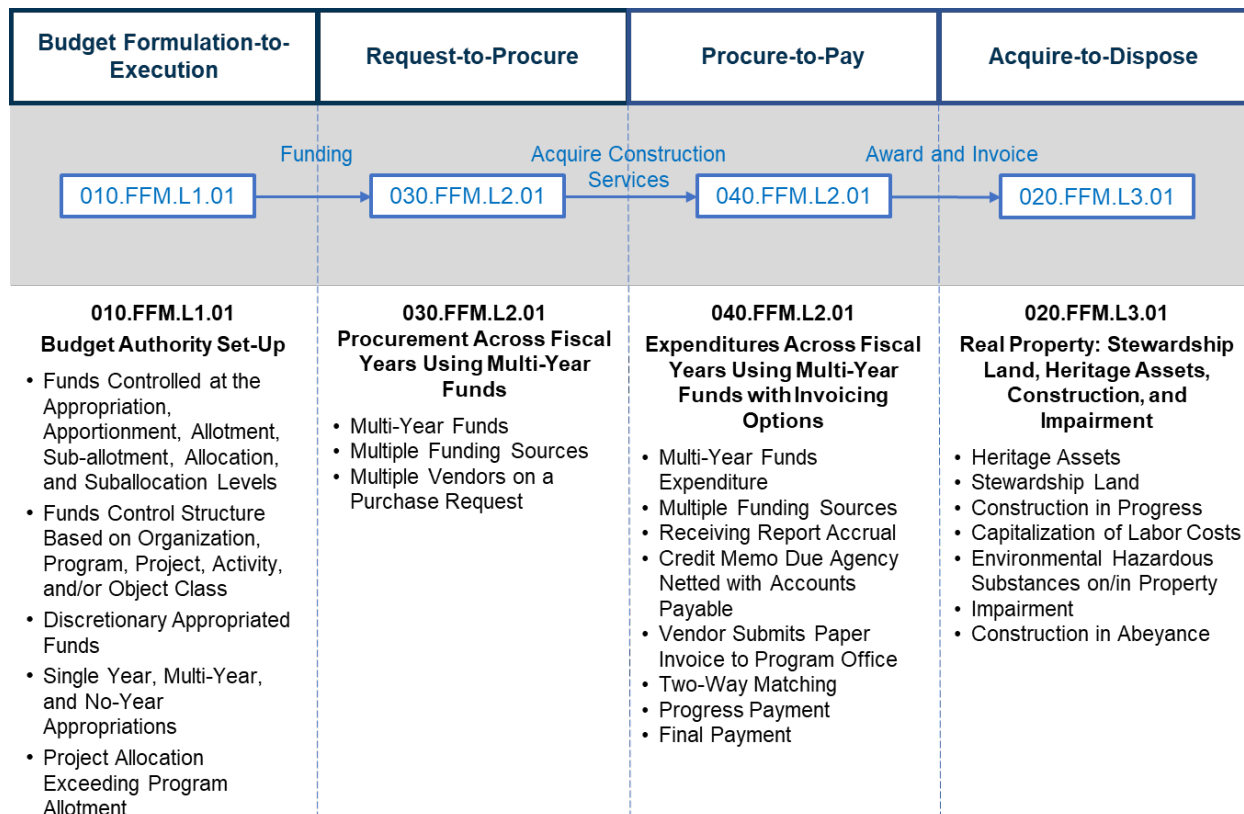 Budget Formulation-to-
Execution
Request-to-Procure
Procure-to-Pay
Acquire-to-Dispose
Funding
Acquire Construction
Services
Award and Invoice
010.FFM.L1.01
030.FFM.L2.01
040.FFM.L2.01
020.FFM.L3.01
010.FFM.L1.01
Budget Authority Set-Up
• Funds Controlled at the
Appropriation,
Apportionment, Allotment,
Sub-allotment, Allocation,
and Suballocation Levels
• Funds Control Structure
Based on Organization,
Program, Project, Activity,
and/or Object Class
• Discretionary Appropriated
Funds
• Single Year, Multi-Year,
and No-Year
Appropriations
• Project Allocation
Exceeding Program
Allotment
030.FFM.L2.01
Procurement Across Fiscal
Years Using Multi-Year
Funds
• Multi-Year Funds
• Multiple Funding Sources
• Multiple Vendors on a
Purchase Request
040.FFM.L2.01
Expenditures Across Fiscal
Years Using Multi-Year
Funds with Invoicing
Options
• Multi-Year Funds
Expenditure
• Multiple Funding Sources
• Receiving Report Accrual
• Credit Memo Due Agency
Netted with Accounts
Payable
• Vendor Submits Paper
Invoice to Program Office
• Two-Way Matching
• Progress Payment
• Final Payment
020.FFM.L3.01
Real Property: Stewardship
Land, Heritage Assets,
Construction, and
Impairment
• Heritage Assets
• Stewardship Land
• Construction in Progress
• Capitalization of Labor Costs
• Environmental Hazardous
Substances on/in Property
• Impairment
• Construction in Abeyance